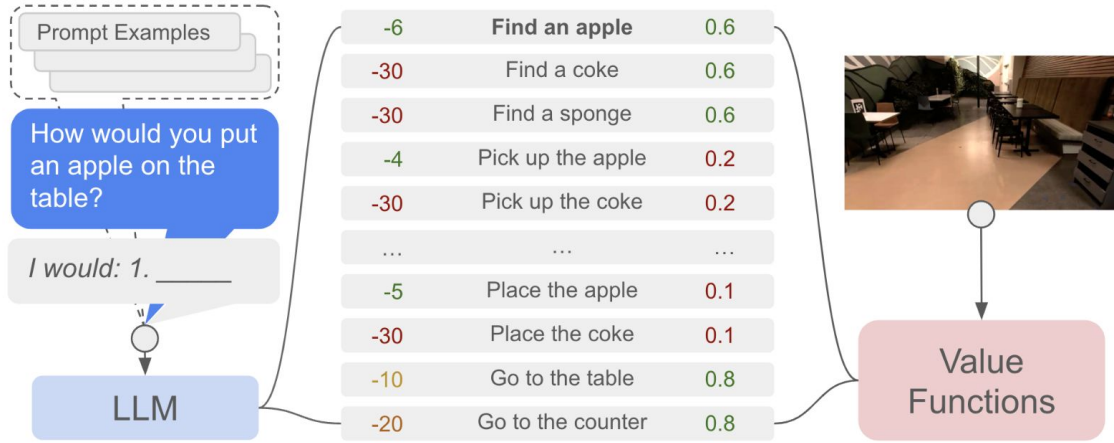 Prompt Examples
How would you put
an apple on the
table?
I would: 1. ______
LLM
-6 Find an apple 0.6
-30 Find a coke 0.6
-30 Find a sponge 0.6
-4 Pick up the apple 0.2
-30 Pick up the coke 0.2
... ... ...
-5 Place the apple 0.1
-30 Place the coke 0.1
-10 Go to the table 0.8
-20 Go to the counter 0.8
Value
Functions